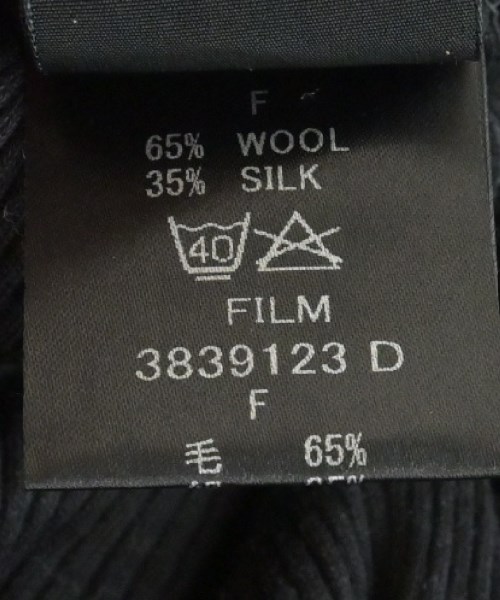 F
65% WOOL
35% SILK
40
FILM
3839123 D
F
毛 65%